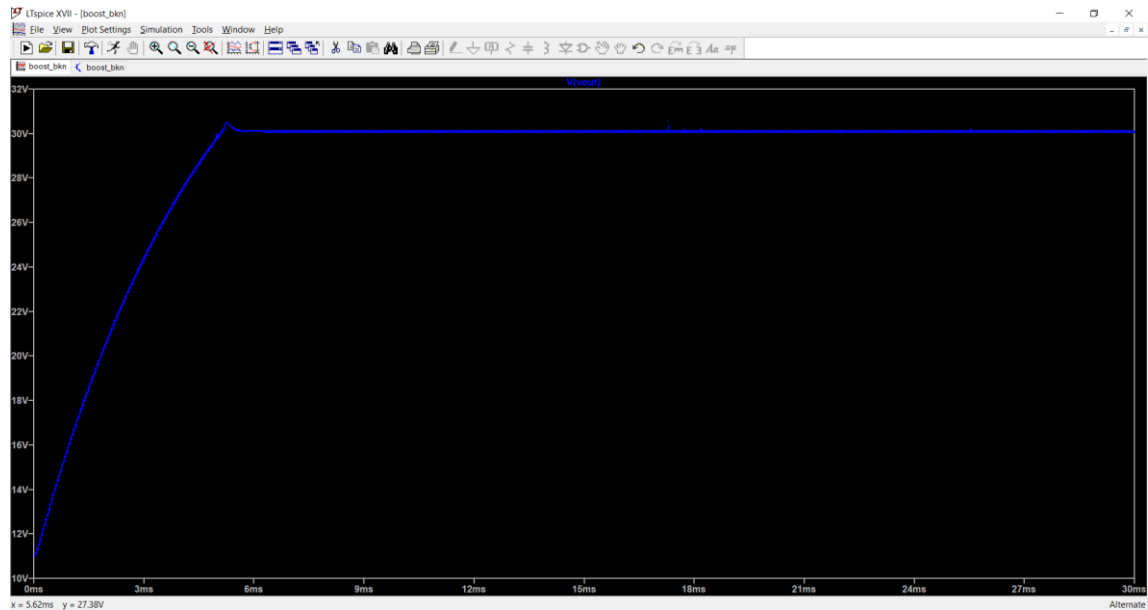 LTspice XVII - [boost_bkn]
File View Plot Settings Simulation Tools Window Help
boost_bkn boost_bkn
V(vout)
32V
30V
28V
26V
24V
22V
20V
18V
16V
14V
12V
10V
0ms 3ms 6ms 9ms 12ms 15ms 18ms 21ms 24ms 27ms 30ms
x = 5.62ms y = 27.38V Alternate